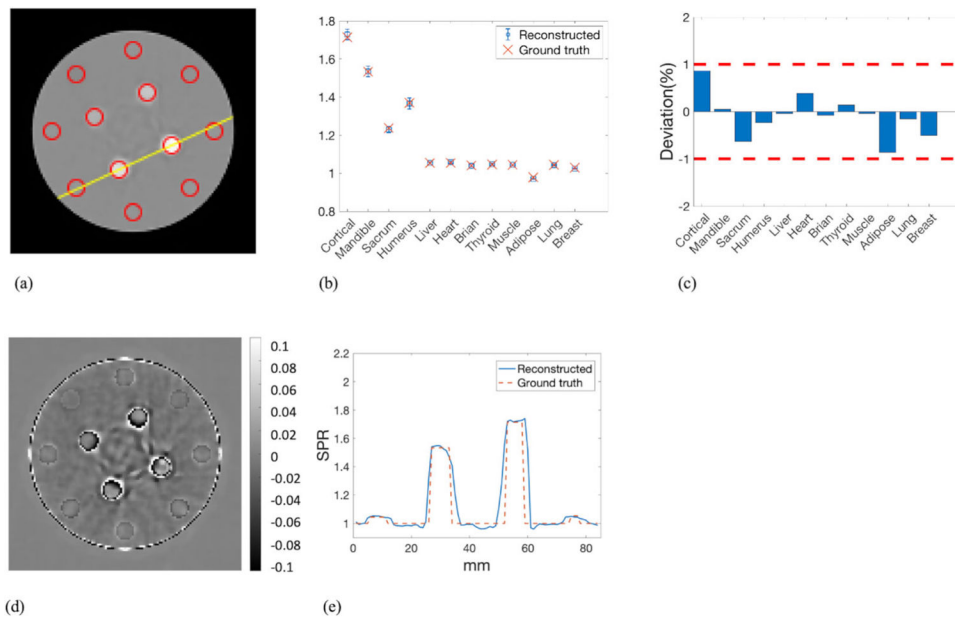 1.8
1.6
1.4
1.2
1
0.8
Reconstructed
Ground truth
Cortical
Mandible
Sacrum
Humerus
Liver
Heart
Brian
Thyroid
Muscle
Adipose
Lung
Breast
Deviation(%)
2
1
0
-1
-2
Cortical
Mandible
Sacrum
Humerus
Liver
Heart
Brian
Thyroid
Muscle
Adipose
Lung
Breast
(a)
(b)
(c)
0.1
0.08
0.06
0.04
0.02
0
-0.02
-0.04
-0.06
-0.08
-0.1
SPR
2.2
2
1.8
1.6
1.4
1.2
1
Reconstructed
Ground truth
0 20 40 60 80
mm
(d)
(e)